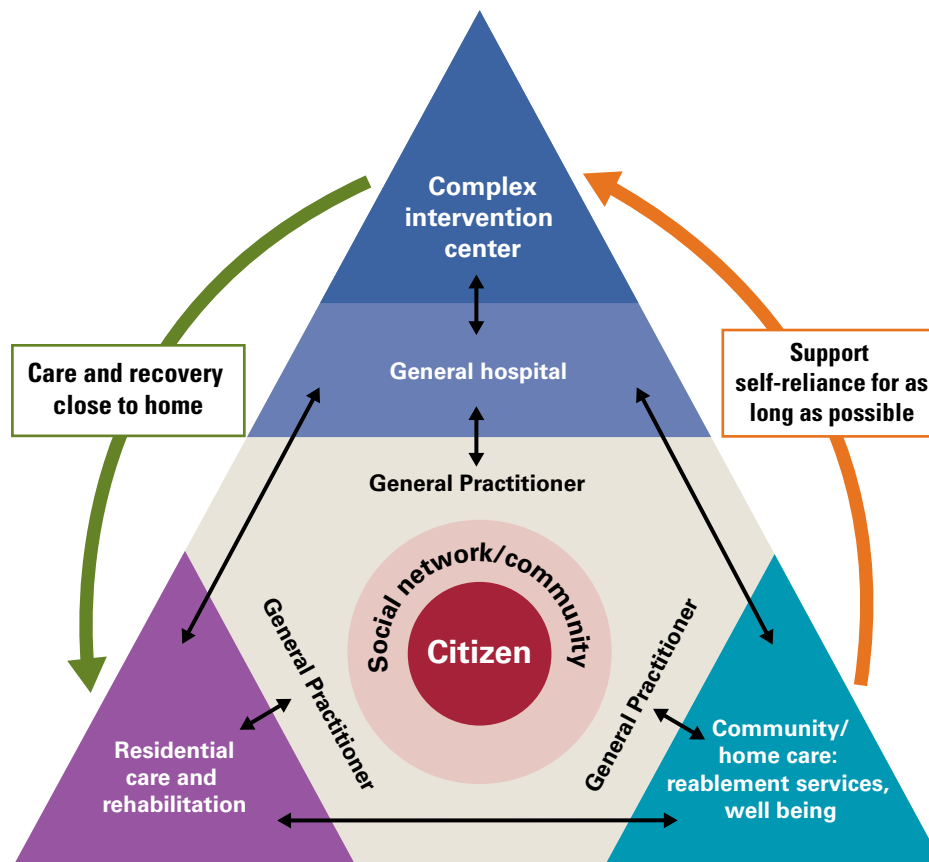 Complex
intervention
center
General hospital
Care and recovery
close to home
Support
self-reliance for as
long as possible
General Practitioner
Social network/community
Citizen
General Practitioner
General Practitioner
Residential
care and
rehabilitation
Community/
home care:
reablement services,
well being